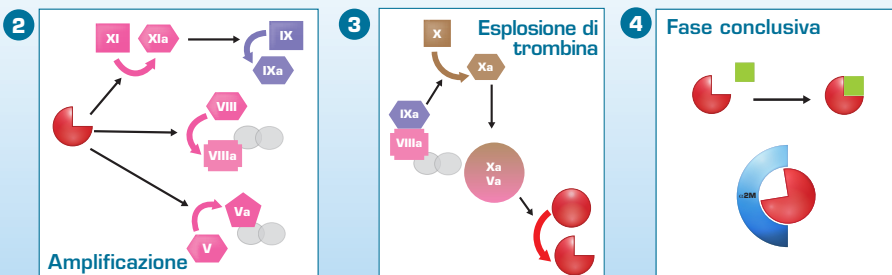 2
XI
XIa
IX
IXa
VIII
VIIIa
Va
V
Amplificazione
3
Esplosione di
trombina
X
Xa
IXa
VIIIa
Xa
Va
4
Fase conclusiva
α2M